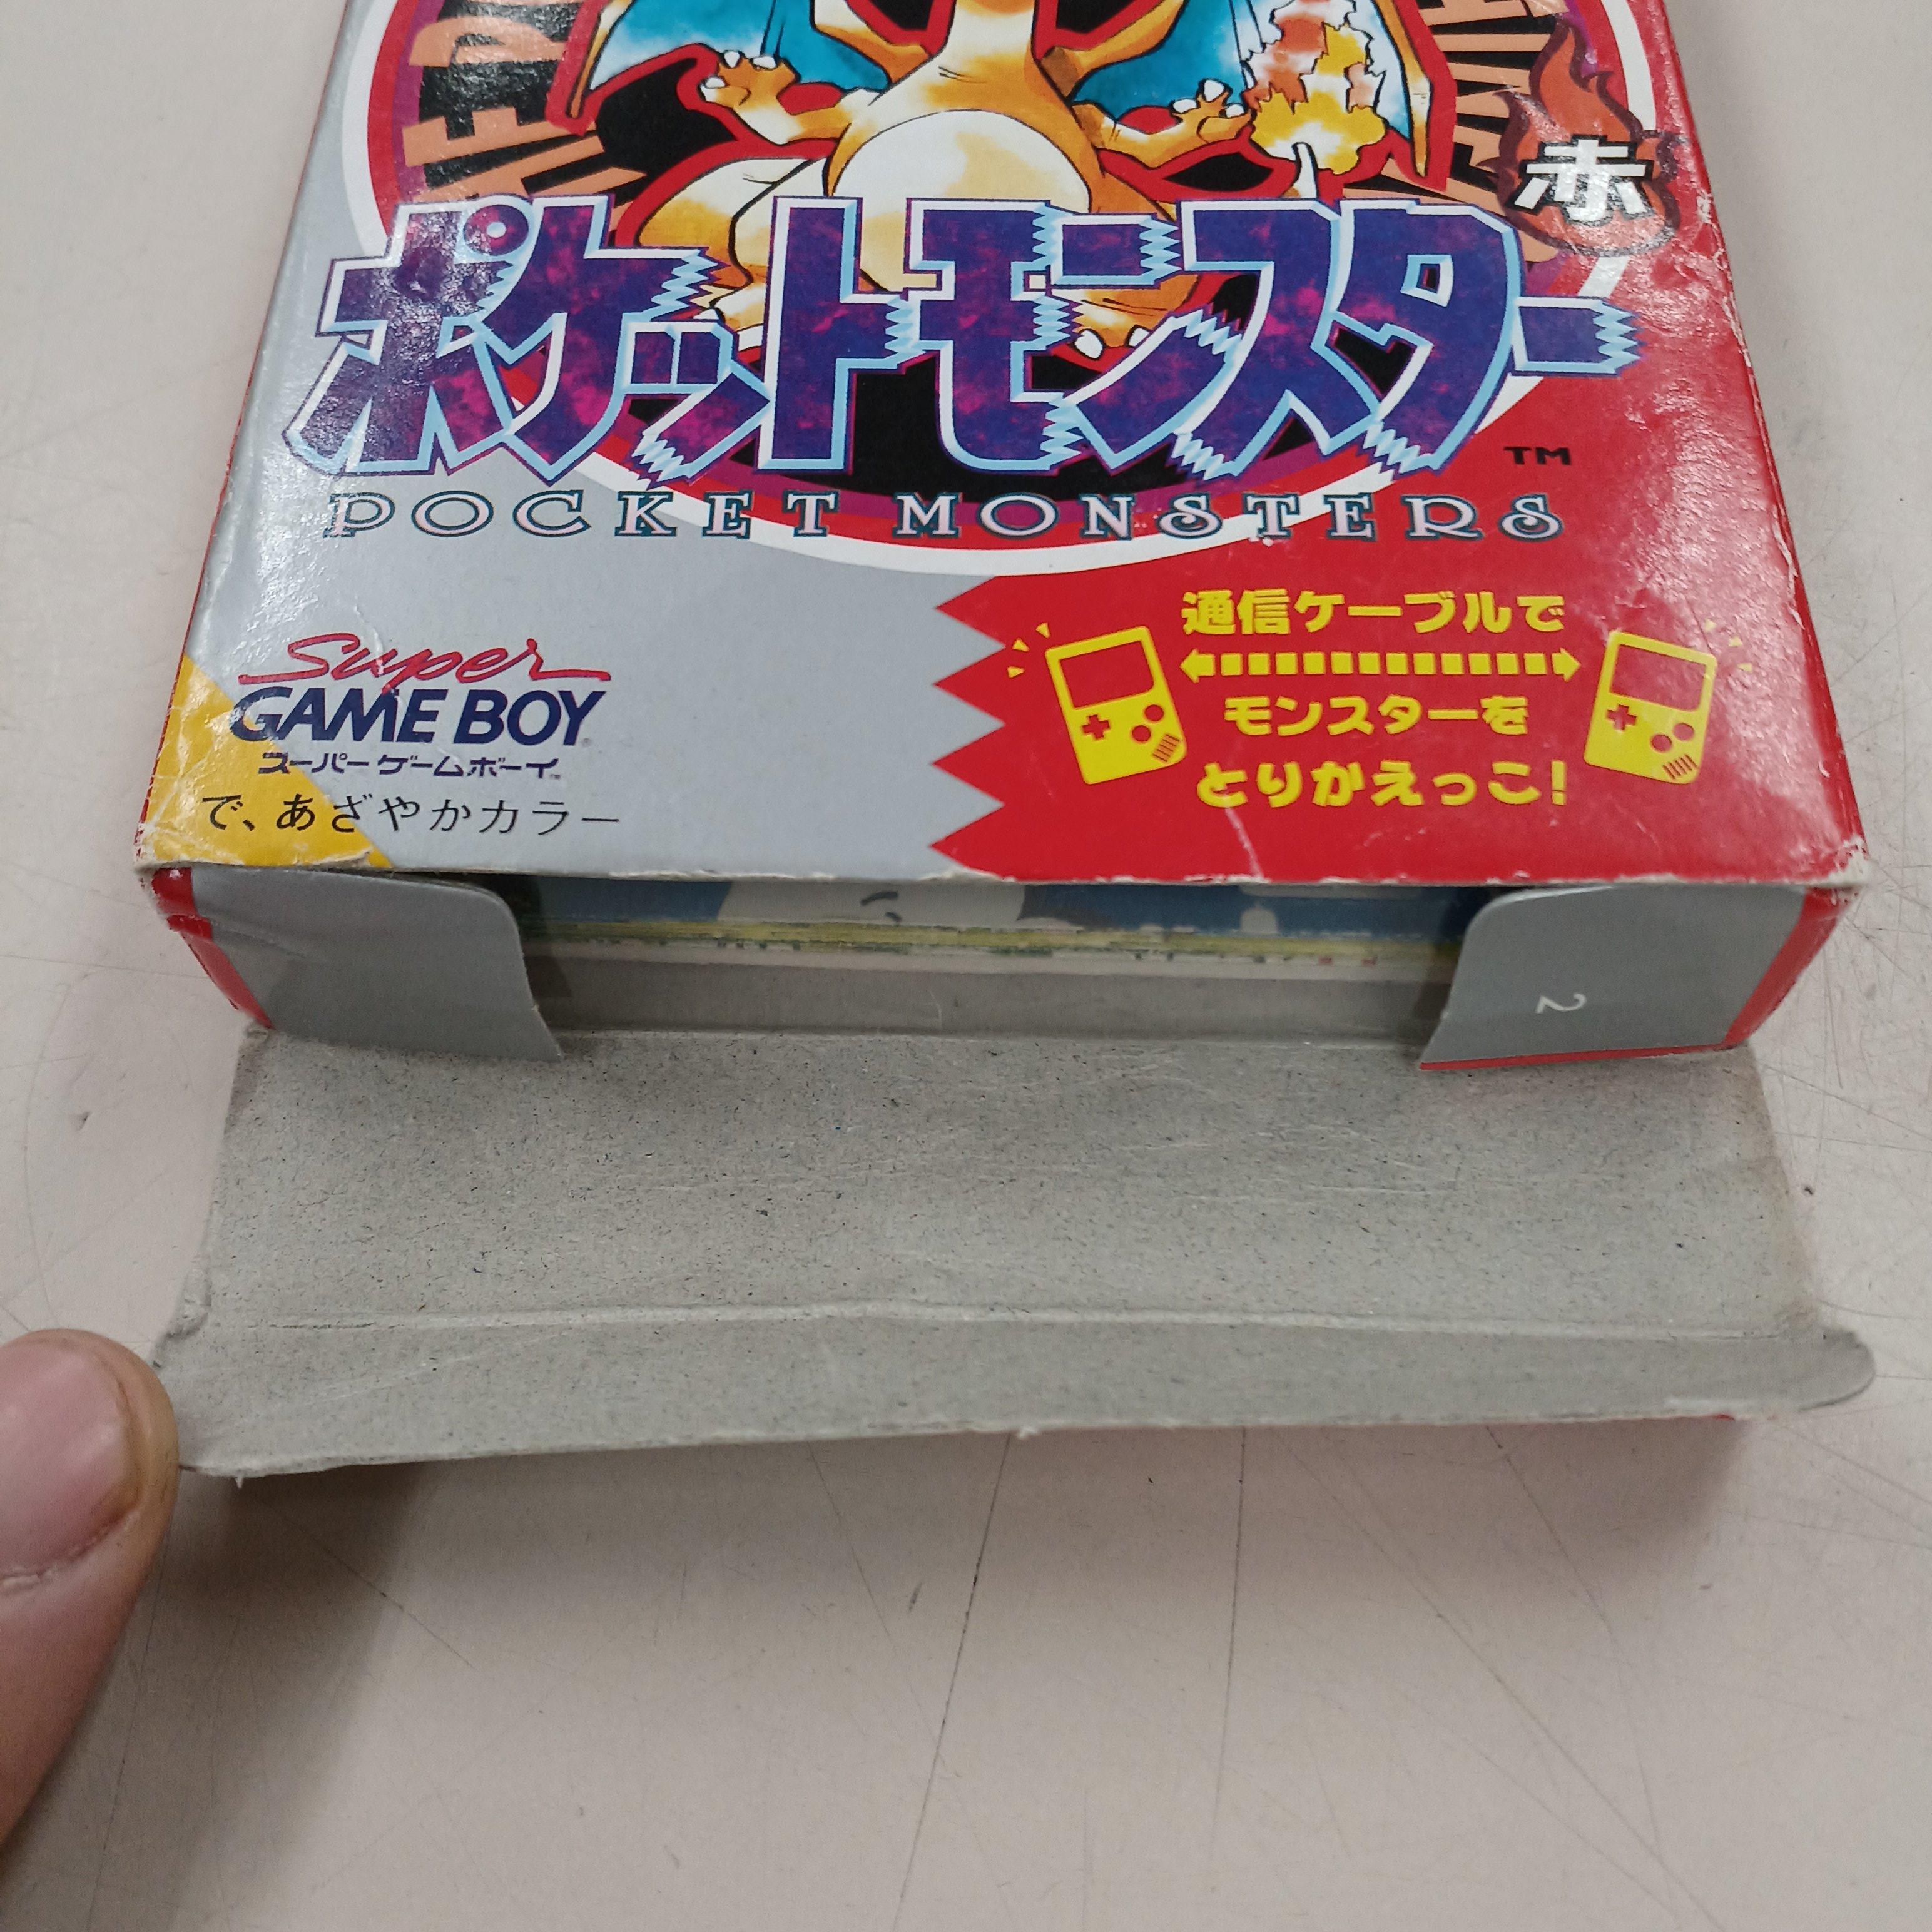 赤
ポケットモンスター
TM
POCKET MONSTERS
通信ケーブルで
モンスターを
とりかえっこ!
Super
GAME BOY
スーパーゲームボーイ
で、あざやかカラー
2